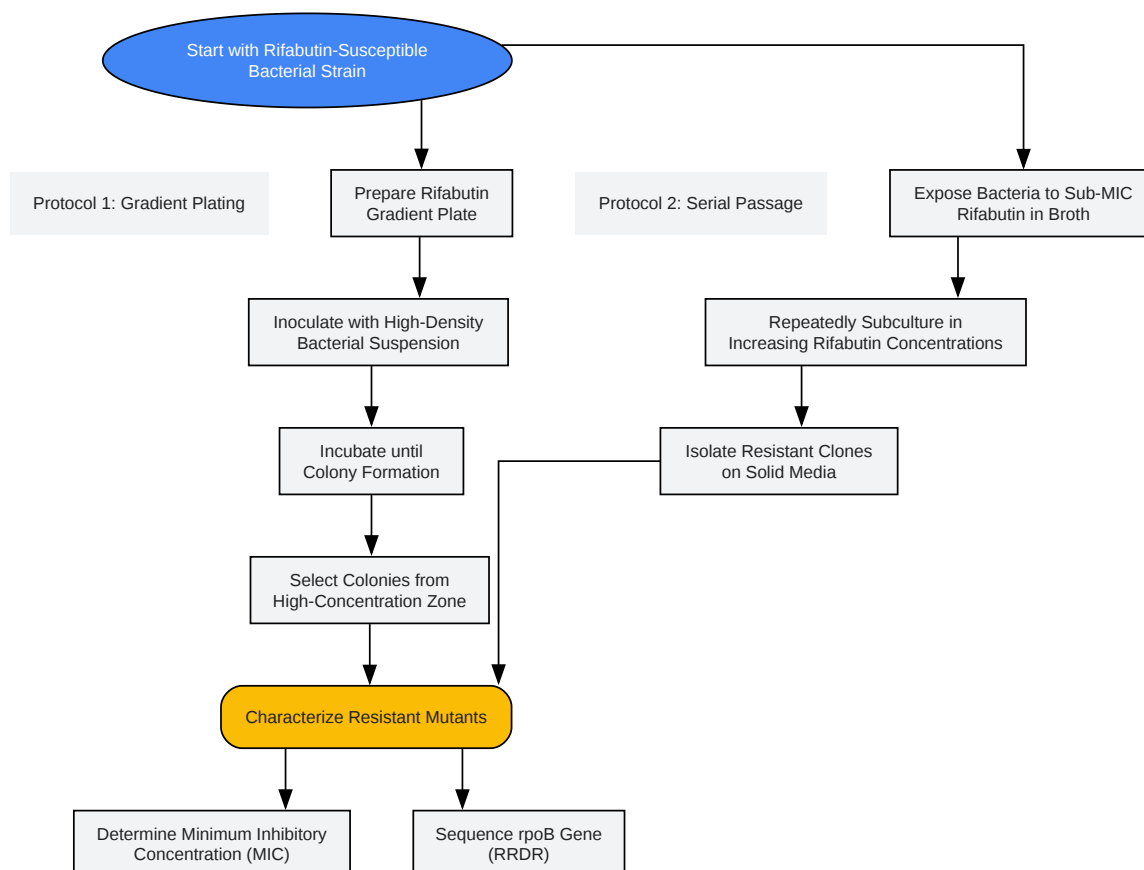 Start with Rifabutin-Susceptible
Bacterial Strain
Protocol 1: Gradient Plating
Prepare Rifabutin
Gradient Plate
Protocol 2: Serial Passage
Expose Bacteria to Sub-MIC
Rifabutin in Broth
Inoculate with High-Density
Bacterial Suspension
Repeatedly Subculture in
Increasing Rifabutin Concentrations
Incubate until
Colony Formation
Isolate Resistant Clones
on Solid Media
Select Colonies from
High-Concentration Zone
Characterize Resistant Mutants
Determine Minimum Inhibitory
Concentration (MIC)
Sequence rpoB Gene
(RRDR)